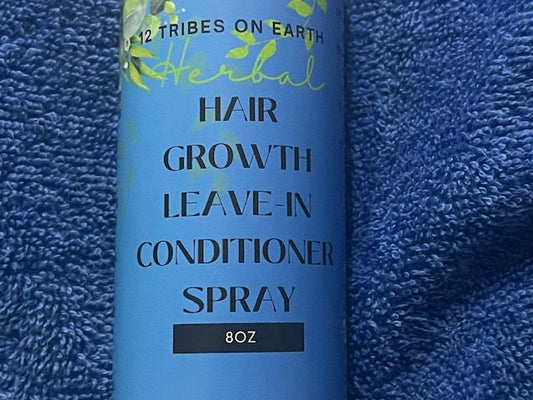 12 TRIBES ON EARTH
Herbal
HAIR
GROWTH
LEAVE-IN
CONDITIONER
SPRAY
8OZ